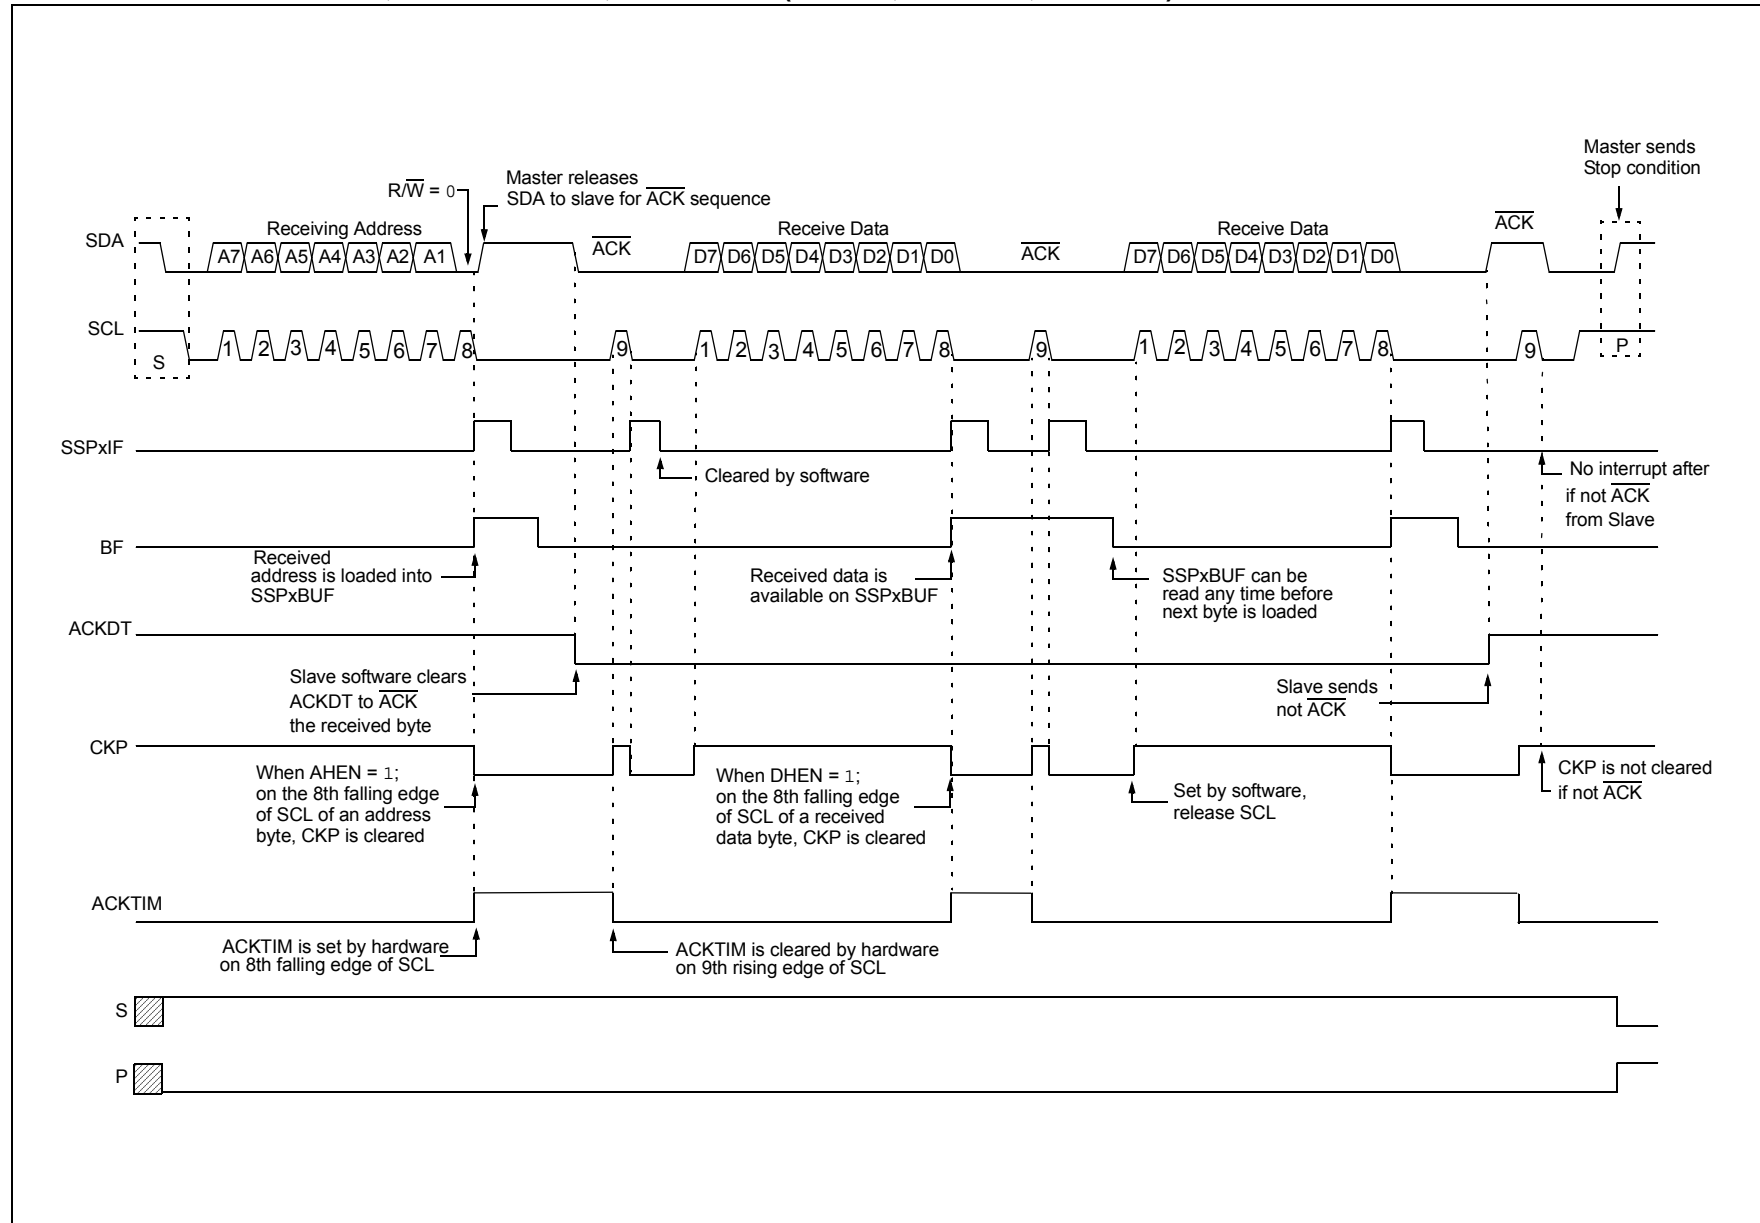 Master sends
Stop condition
R/W̅ = 0
Master releases
SDA to slave for A̅C̅K̅ sequence
SDA
Receiving Address
A̅C̅K̅
Receive Data
A̅C̅K̅
Receive Data
A̅C̅K̅
A7 A6 A5 A4 A3 A2 A1
D7 D6 D5 D4 D3 D2 D1 D0
D7 D6 D5 D4 D3 D2 D1 D0
SCL
S
1 2 3 4 5 6 7 8 9
1 2 3 4 5 6 7 8 9
1 2 3 4 5 6 7 8 9
P
SSPxIF
Cleared by software
No interrupt after
if not A̅C̅K̅
from Slave
BF
Received
address is loaded into
SSPxBUF
Received data is
available on SSPxBUF
SSPxBUF can be
read any time before
next byte is loaded
ACKDT
Slave software clears
ACKDT to A̅C̅K̅
the received byte
Slave sends
not A̅C̅K̅
CKP
When AHEN = 1;
on the 8th falling edge
of SCL of an address
byte, CKP is cleared
When DHEN = 1;
on the 8th falling edge
of SCL of a received
data byte, CKP is cleared
Set by software,
release SCL
CKP is not cleared
if not A̅C̅K̅
ACKTIM
ACKTIM is set by hardware
on 8th falling edge of SCL
ACKTIM is cleared by hardware
on 9th rising edge of SCL
S
P